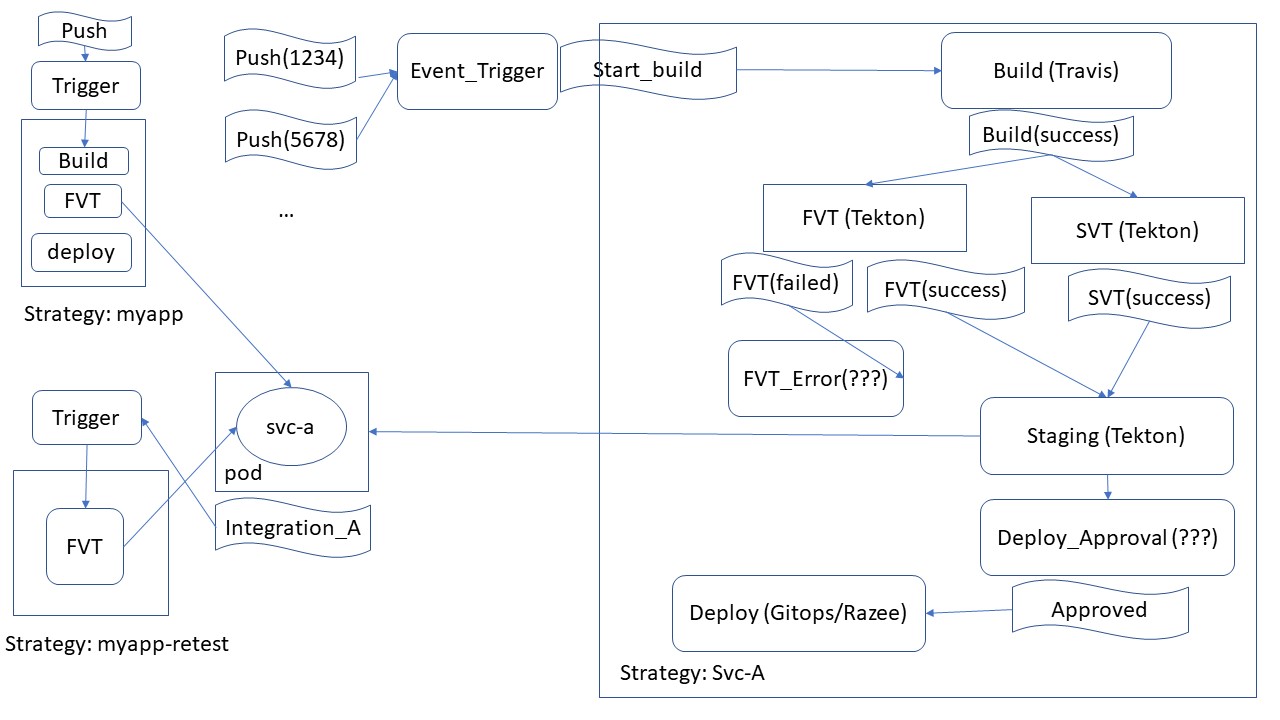 Push
Trigger
Build
FVT
deploy
Strategy: myapp
Push(1234)
Push(5678)
...
Event_Trigger
Start_build
Build (Travis)
Build(success)
FVT (Tekton)
SVT (Tekton)
FVT(failed)
FVT(success)
SVT(success)
FVT_Error(???)
Staging (Tekton)
Deploy_Approval (???)
Approved
Deploy (Gitops/Razee)
Strategy: Svc-A
svc-a
pod
Integration_A
Trigger
FVT
Strategy: myapp-retest